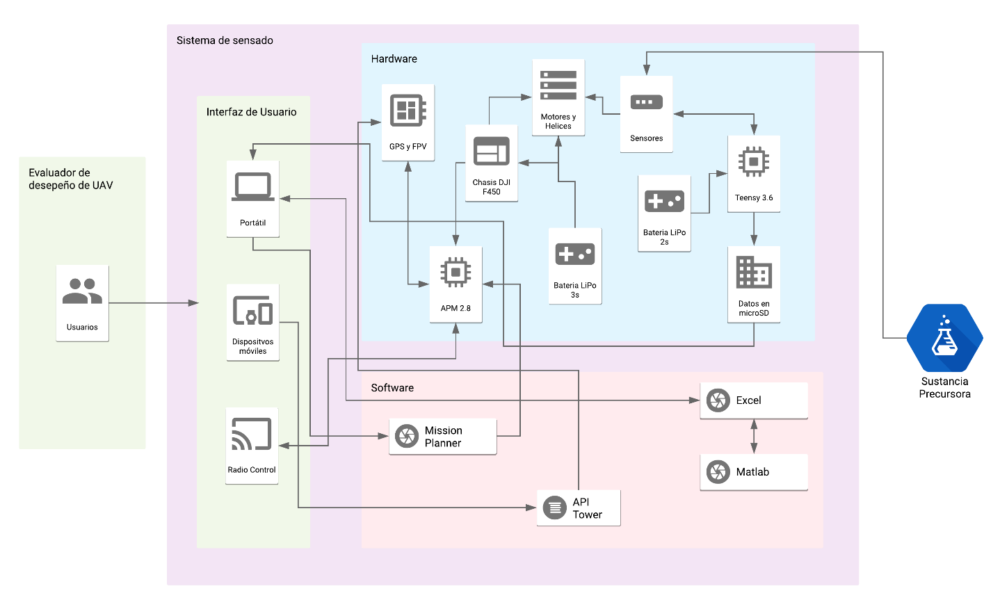 Sistema de sensado
Hardware
Interfaz de Usuario
Evaluador de
desepeño de UAV
Usuarios
Portátil
Dispositvos
móviles
Radio Control
GPS y FPV
Chasis DJI
F450
Motores y
Helices
Sensores
Teensy 3.6
Bateria LiPo
2s
Bateria LiPo
3s
APM 2.8
Datos en
microSD
Software
Mission
Planner
API
Tower
Excel
Matlab
Sustancia
Precursora